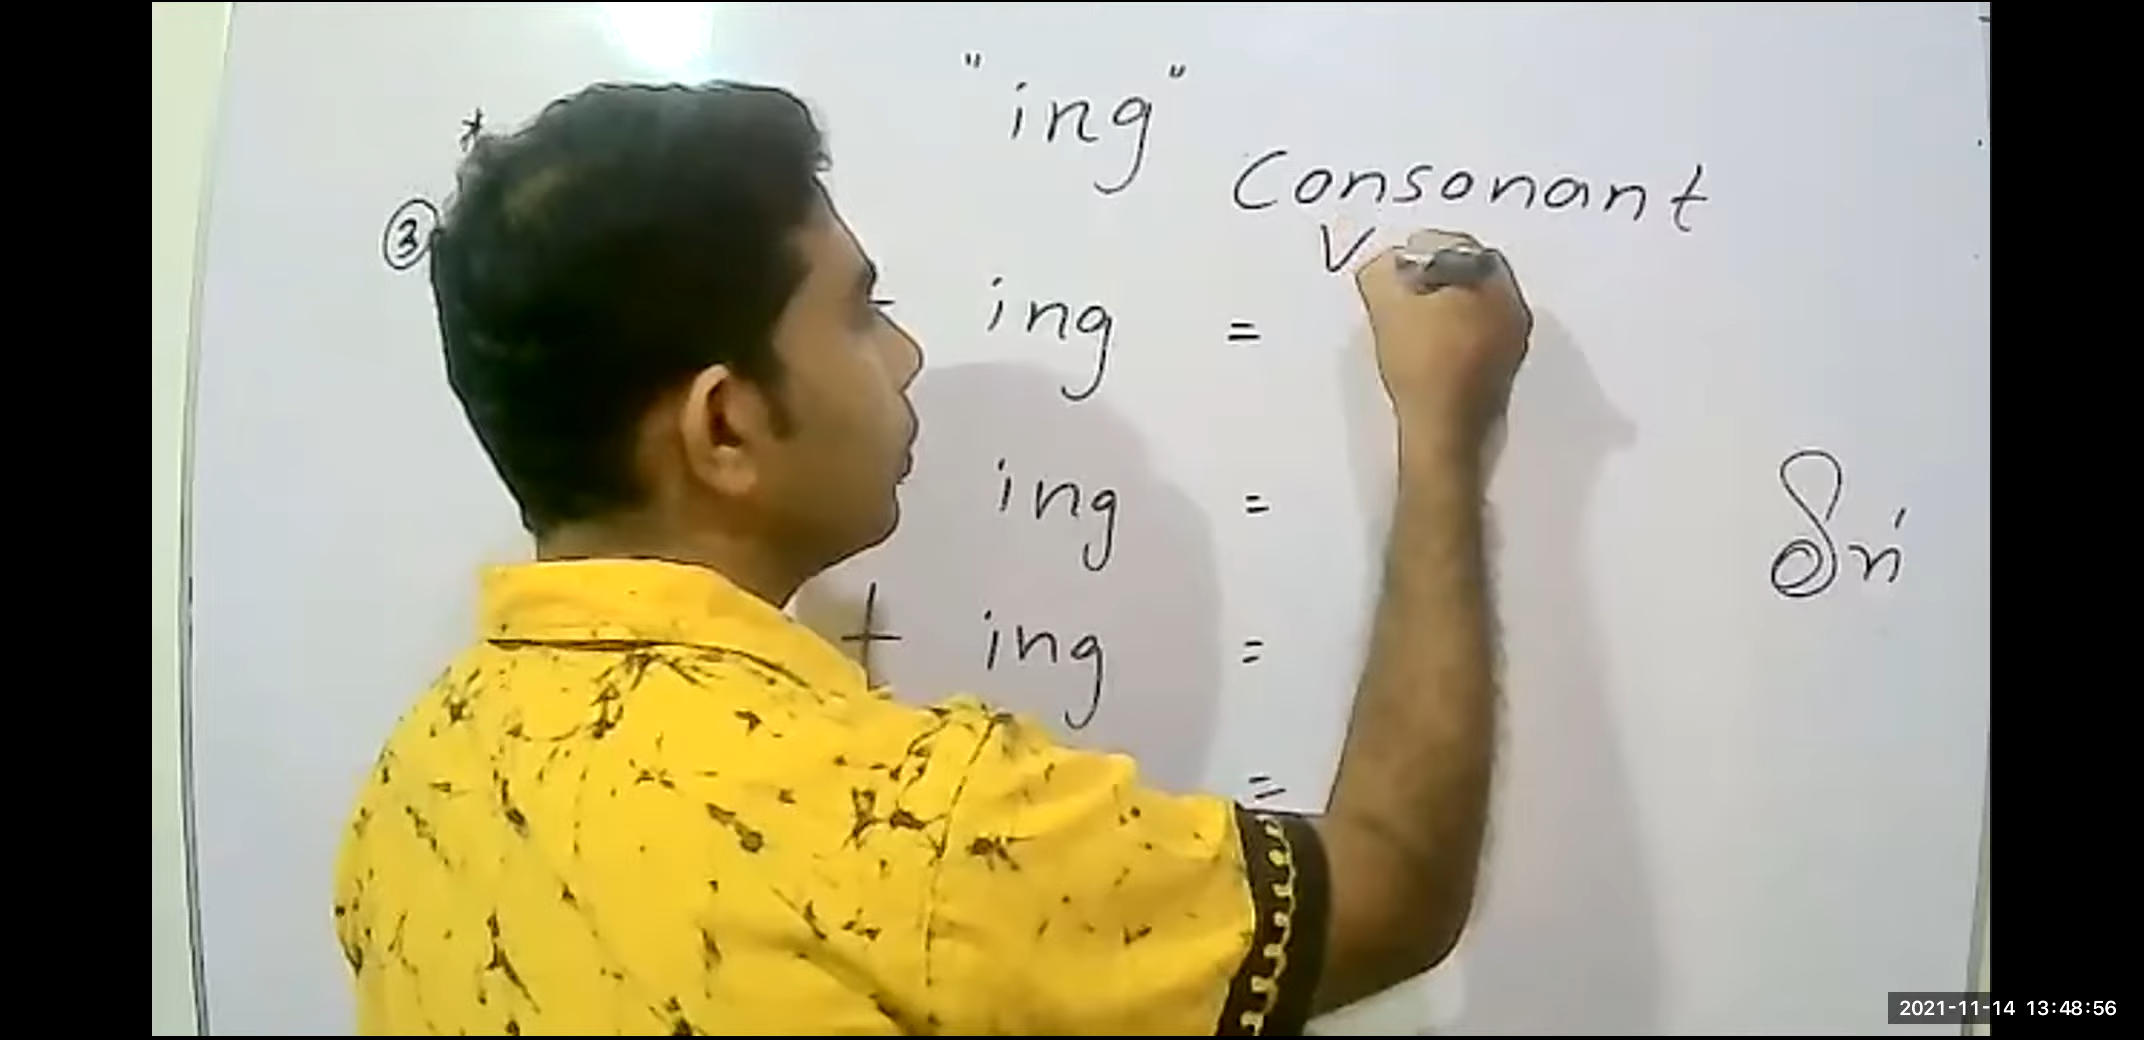 *
"ing"
③
Consonant
V
ing =
ing =
+ ing =
=
2021-11-14 13:48:56